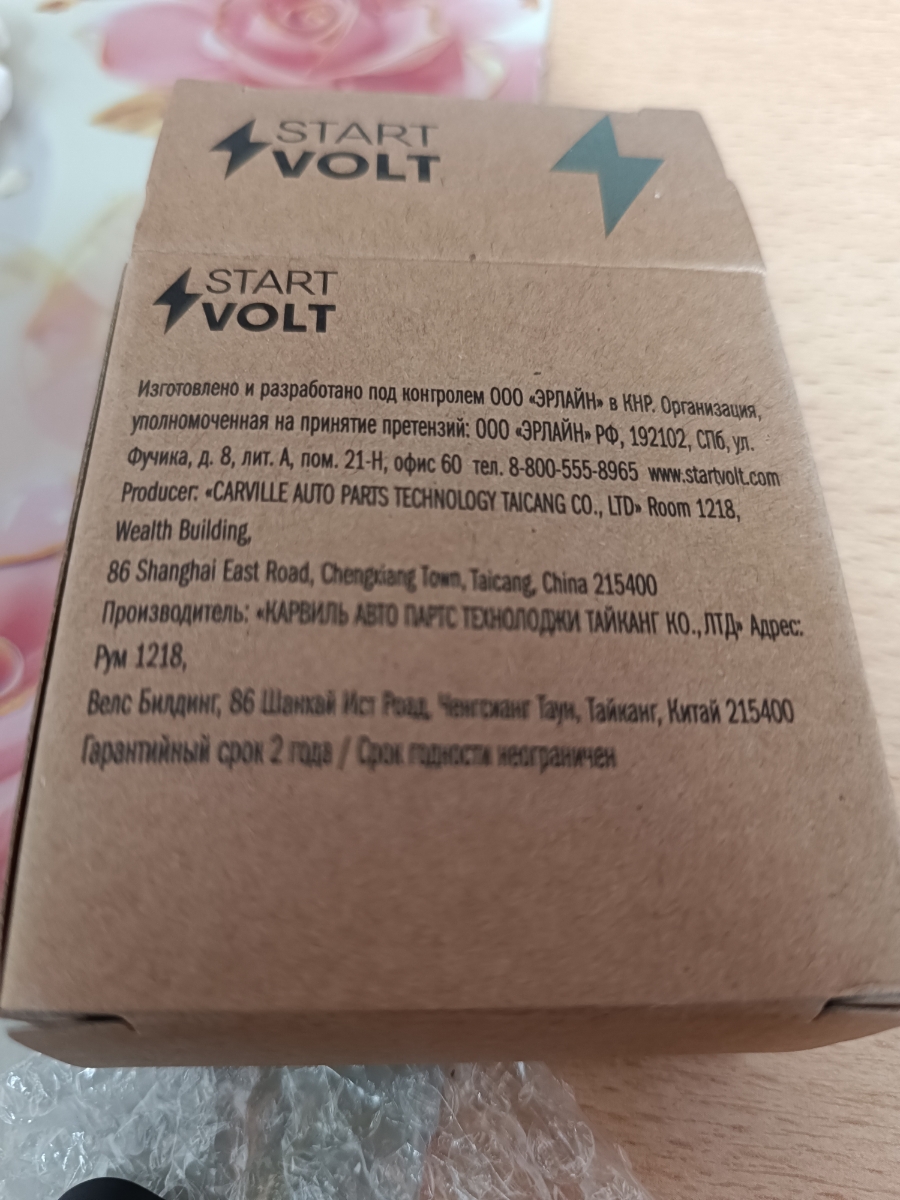 START
VOLT
START
VOLT
Изготовлено и разработано под контролем ООО «ЭРЛАЙН» в КНР. Организация,
уполномоченная на принятие претензий: ООО «ЭРЛАЙН» РФ, 192102, СПб, ул.
Фучика, д. 8, лит. А, пом. 21-Н, офис 60 тел. 8-800-555-8965 www.startvolt.com
Producer: «CARVILLE AUTO PARTS TECHNOLOGY TAICANG CO., LTD» Room 1218,
Wealth Building,
86 Shanghai East Road, Chengxiang Town, Taicang, China 215400
Производитель: «КАРВИЛЬ АВТО ПАРТС ТЕХНОЛОДЖИ ТАЙКАНГ КО.,ЛТД» Адрес:
Рум 1218,
Велс Билдинг, 86 Шанхай Ист Роад, Ченгсианг Таун, Тайканг, Китай 215400
Гарантийный срок 2 года / Срок годности неограничен